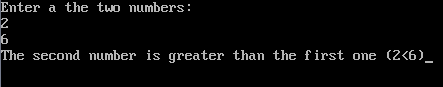 Enter a the two numbers:
2
6
The second number is greater than the first one (2<6)_